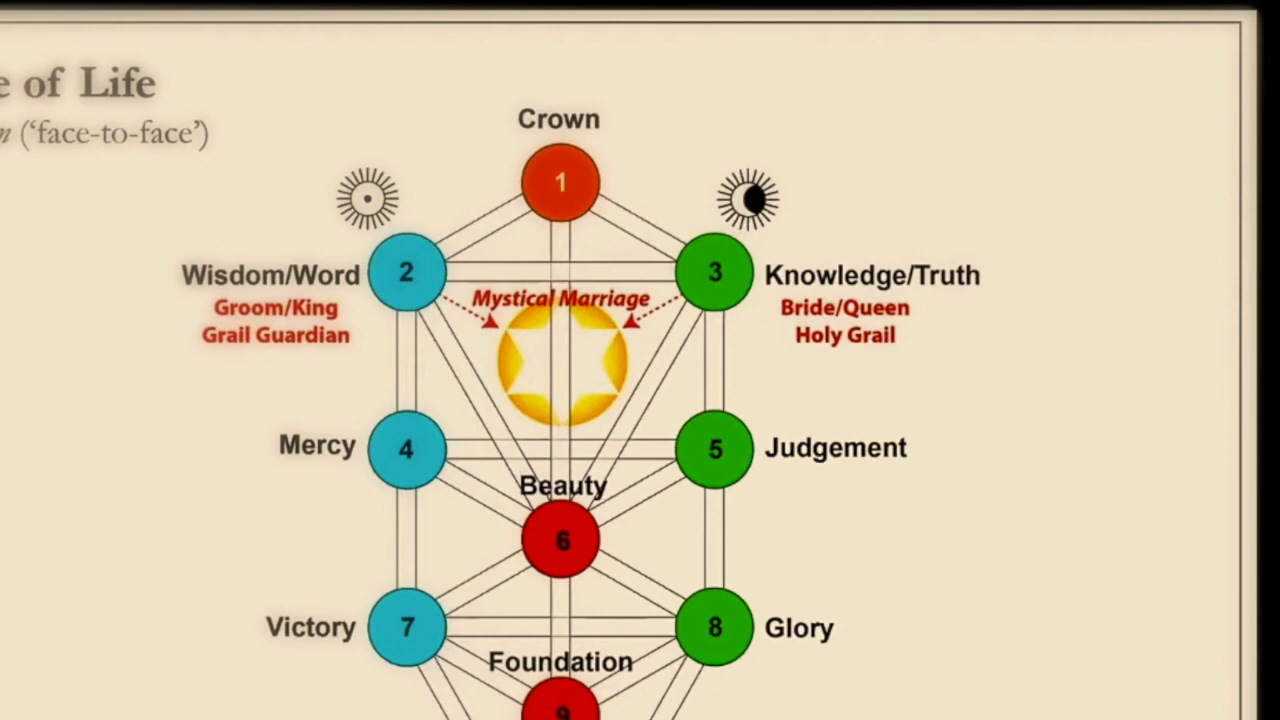 e of Life
n ('face-to-face')
Crown
1
2
3
Wisdom/Word
Knowledge/Truth
Groom/King
Grail Guardian
Mystical Marriage
Bride/Queen
Holy Grail
Mercy
4
5
Judgement
Beauty
6
Victory
7
8
Glory
Foundation
9